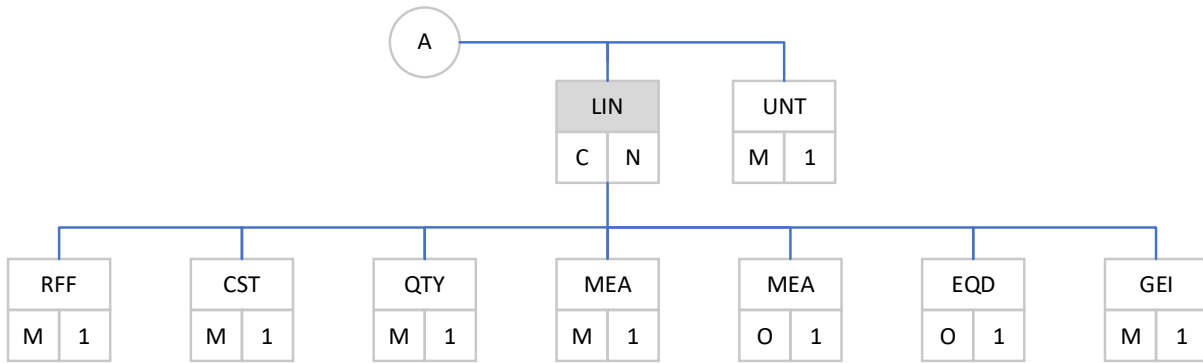 A
LIN
UNT
C N
M 1
RFF
CST
QTY
MEA
MEA
EQD
GEI
M 1
M 1
M 1
M 1
O 1
O 1
M 1